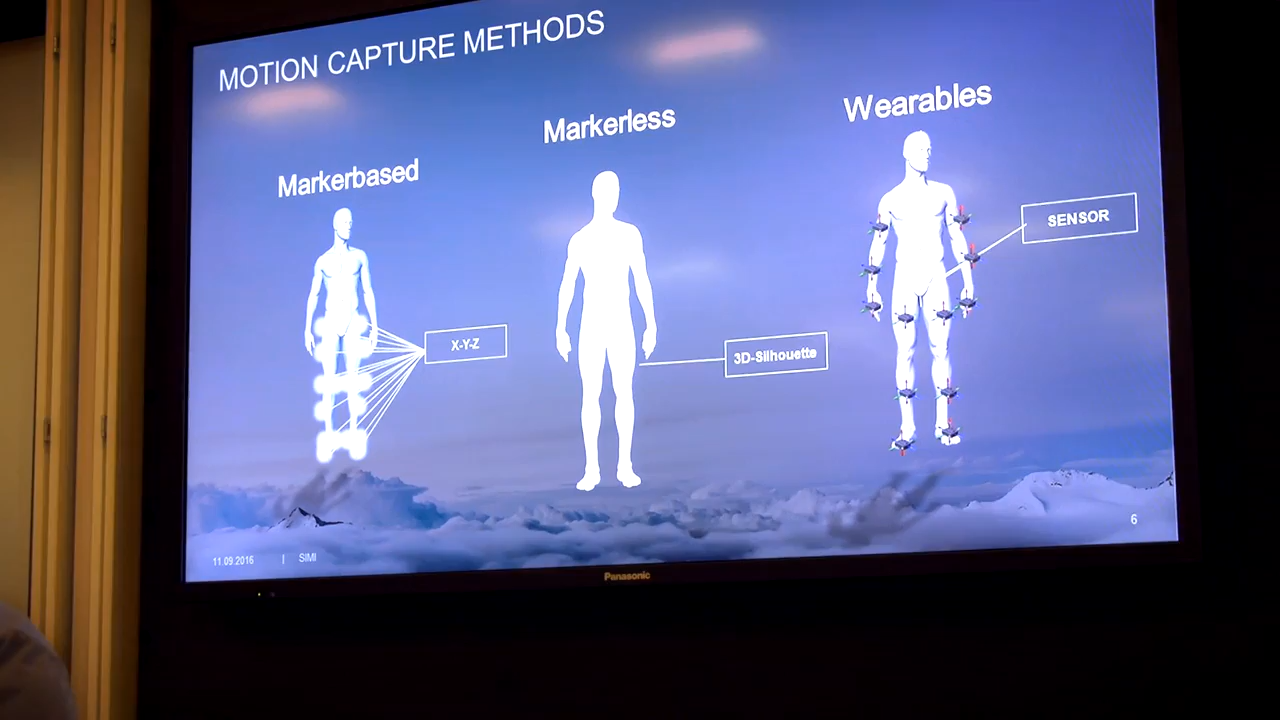 MOTION CAPTURE METHODS
Markerbased
Markerless
Wearables
X-Y-Z
3D-Silhouette
SENSOR
11.09.2016 | SIMI
6
Panasonic